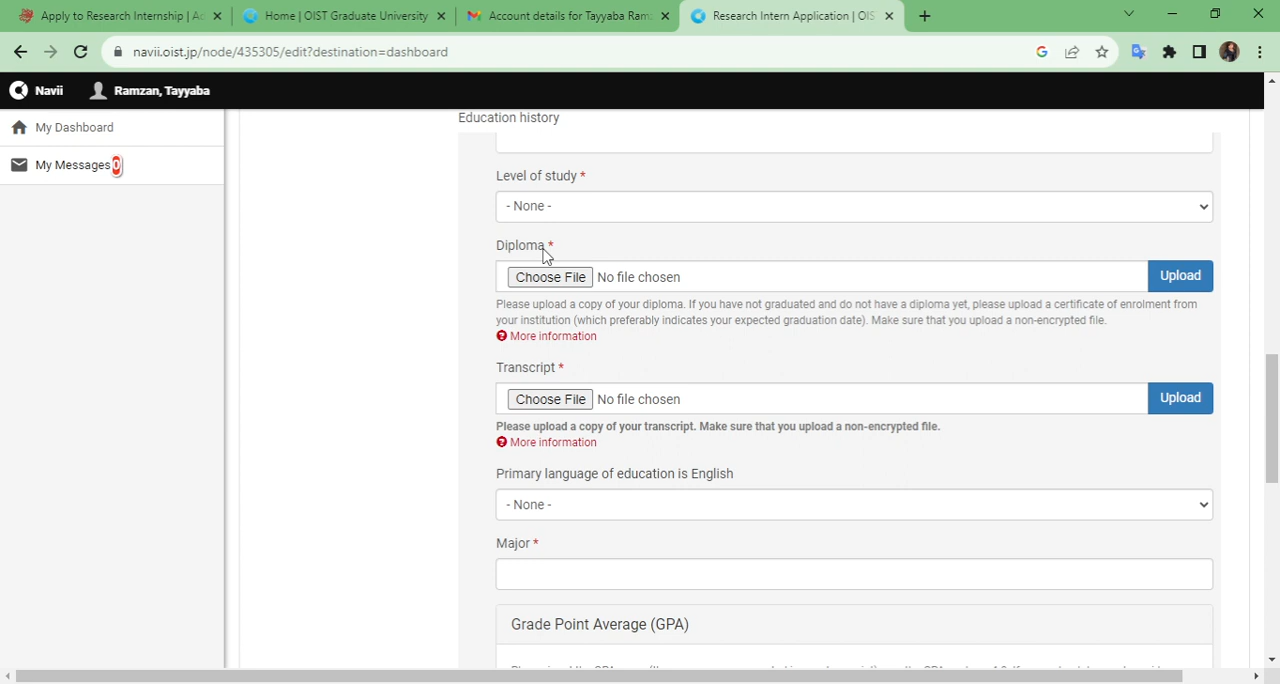 Apply to Research Internship | Ad
Home | OIST Graduate University
Account details for Tayyaba Ramz
Research Intern Application | OIS
navii.oist.jp/node/435305/edit?destination=dashboard
Navii
Ramzan, Tayyaba
My Dashboard
My Messages 0
Education history
Level of study *
- None -
Diploma *
Choose File No file chosen
Upload
Please upload a copy of your diploma. If you have not graduated and do not have a diploma yet, please upload a certificate of enrolment from
your institution (which preferably indicates your expected graduation date). Make sure that you upload a non-encrypted file.
More information
Transcript *
Choose File No file chosen
Upload
Please upload a copy of your transcript. Make sure that you upload a non-encrypted file.
More information
Primary language of education is English
- None -
Major *
Grade Point Average (GPA)